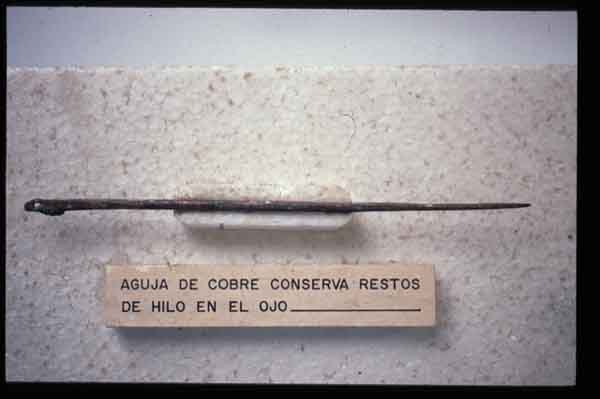 AGUJA DE COBRE CONSERVA RESTOS
DE HILO EN EL OJO